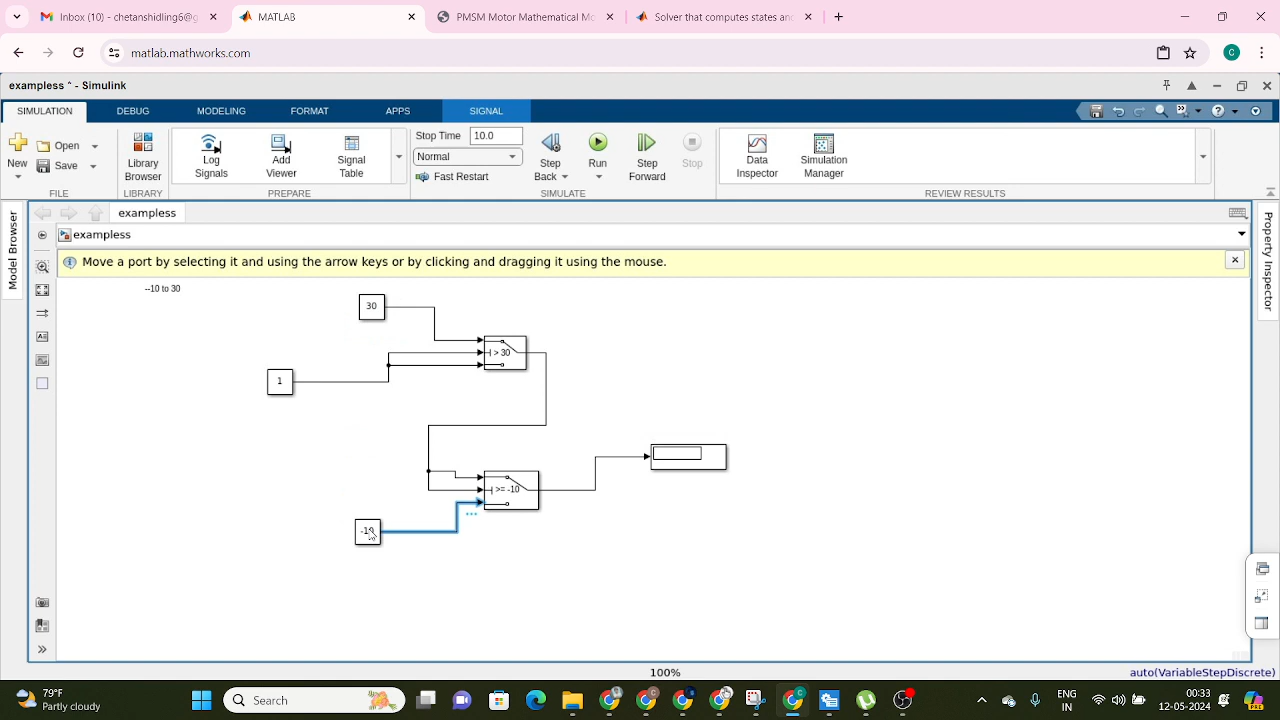 Inbox (10) - chetanshidling6@g
MATLAB
PMSM Motor Mathematical Mo
Solver that computes states and
matlab.mathworks.com
C
exampless * - Simulink
SIMULATION
DEBUG
MODELING
FORMAT
APPS
SIGNAL
New
Open
Save
FILE
Library
Browser
LIBRARY
Log
Signals
Add
Viewer
Signal
Table
PREPARE
Stop Time 10.0
Normal
Fast Restart
Step
Back
Run
Step
Forward
Stop
SIMULATE
Data
Inspector
Simulation
Manager
REVIEW RESULTS
Model Browser
exampless
exampless
Property Inspector
Move a port by selecting it and using the arrow keys or by clicking and dragging it using the mouse.
--10 to 30
30
> 30
1
>= -10
-10
100%
auto(VariableStepDiscrete)
79°F
Partly cloudy
Search
ENG
IN
00:33
12-05-2024